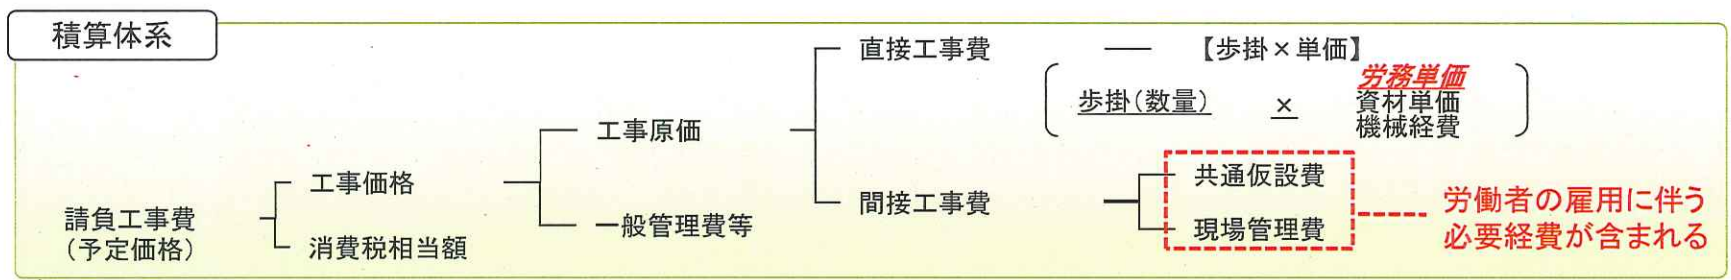 積算体系
直接工事費 ── 【歩掛×単価】
労務単価
歩掛(数量) × 資材単価
機械経費
工事原価
共通仮設費
工事価格
間接工事費
労働者の雇用に伴う
請負工事費
一般管理費等
現場管理費
必要経費が含まれる
(予定価格)
消費税相当額